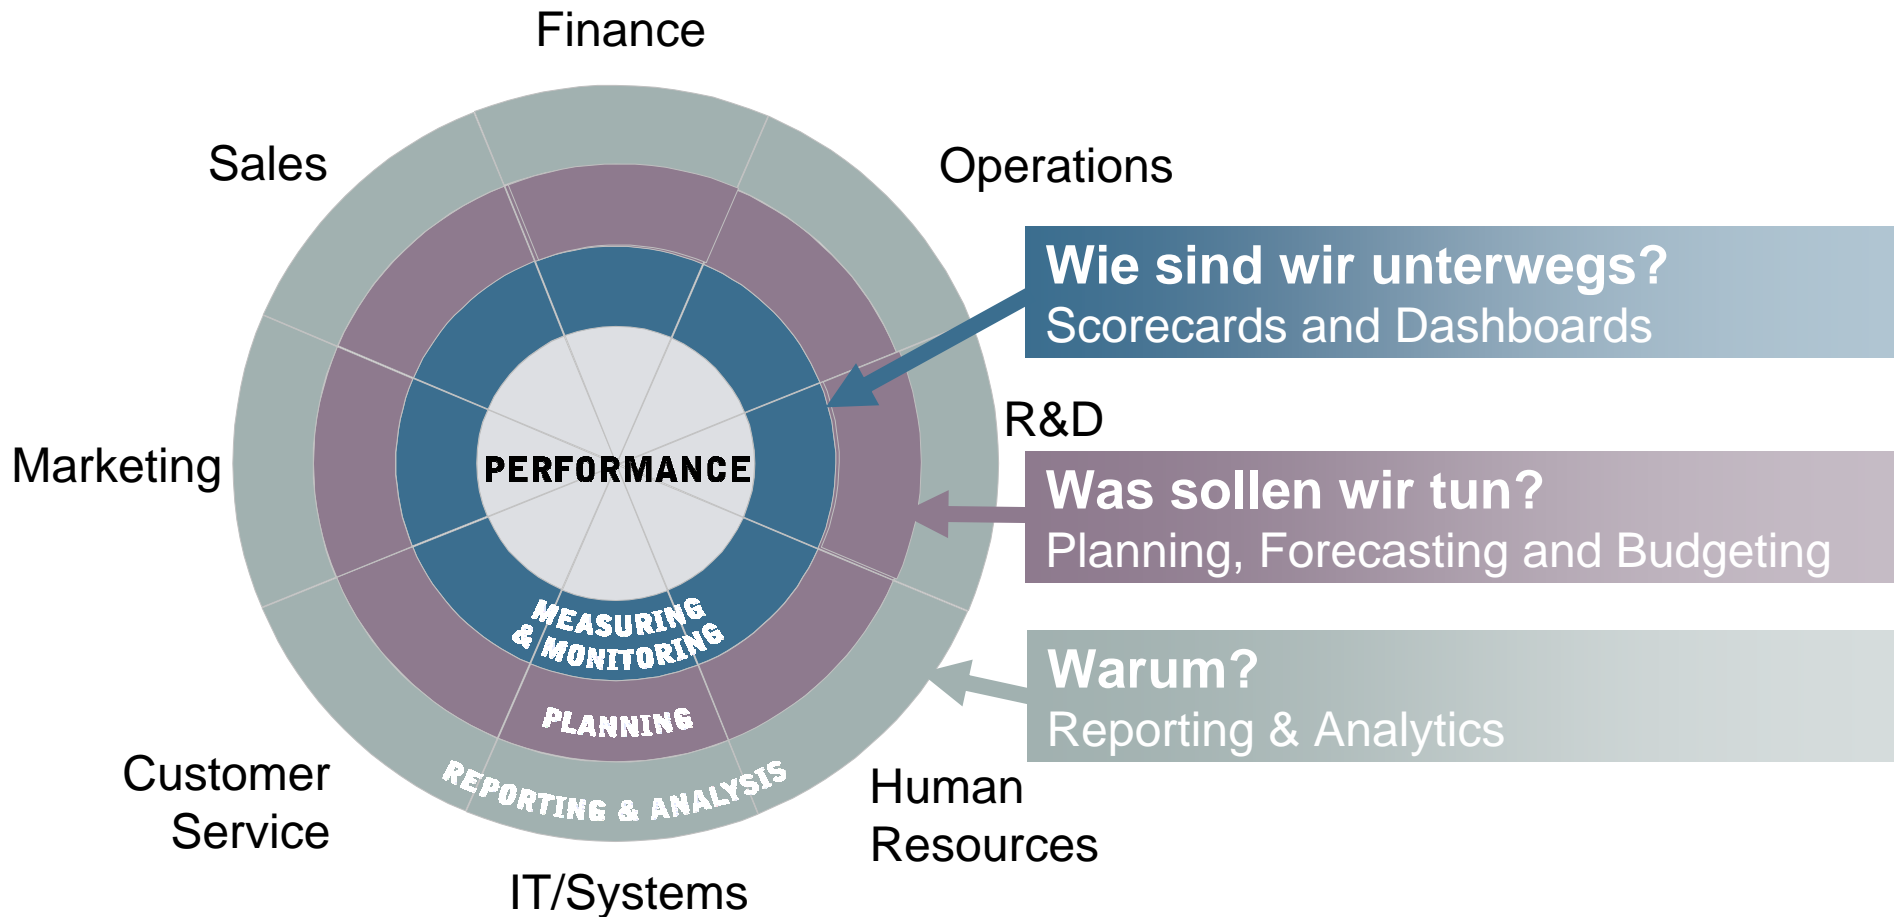 Finance
Sales
Operations
Wie sind wir unterwegs?
Scorecards and Dashboards
R&D
Marketing
PERFORMANCE
Was sollen wir tun?
Planning, Forecasting and Budgeting
MEASURING
& MONITORING
Warum?
Reporting & Analytics
PLANNING
REPORTING & ANALYSIS
Customer
Service
Human
Resources
IT/Systems